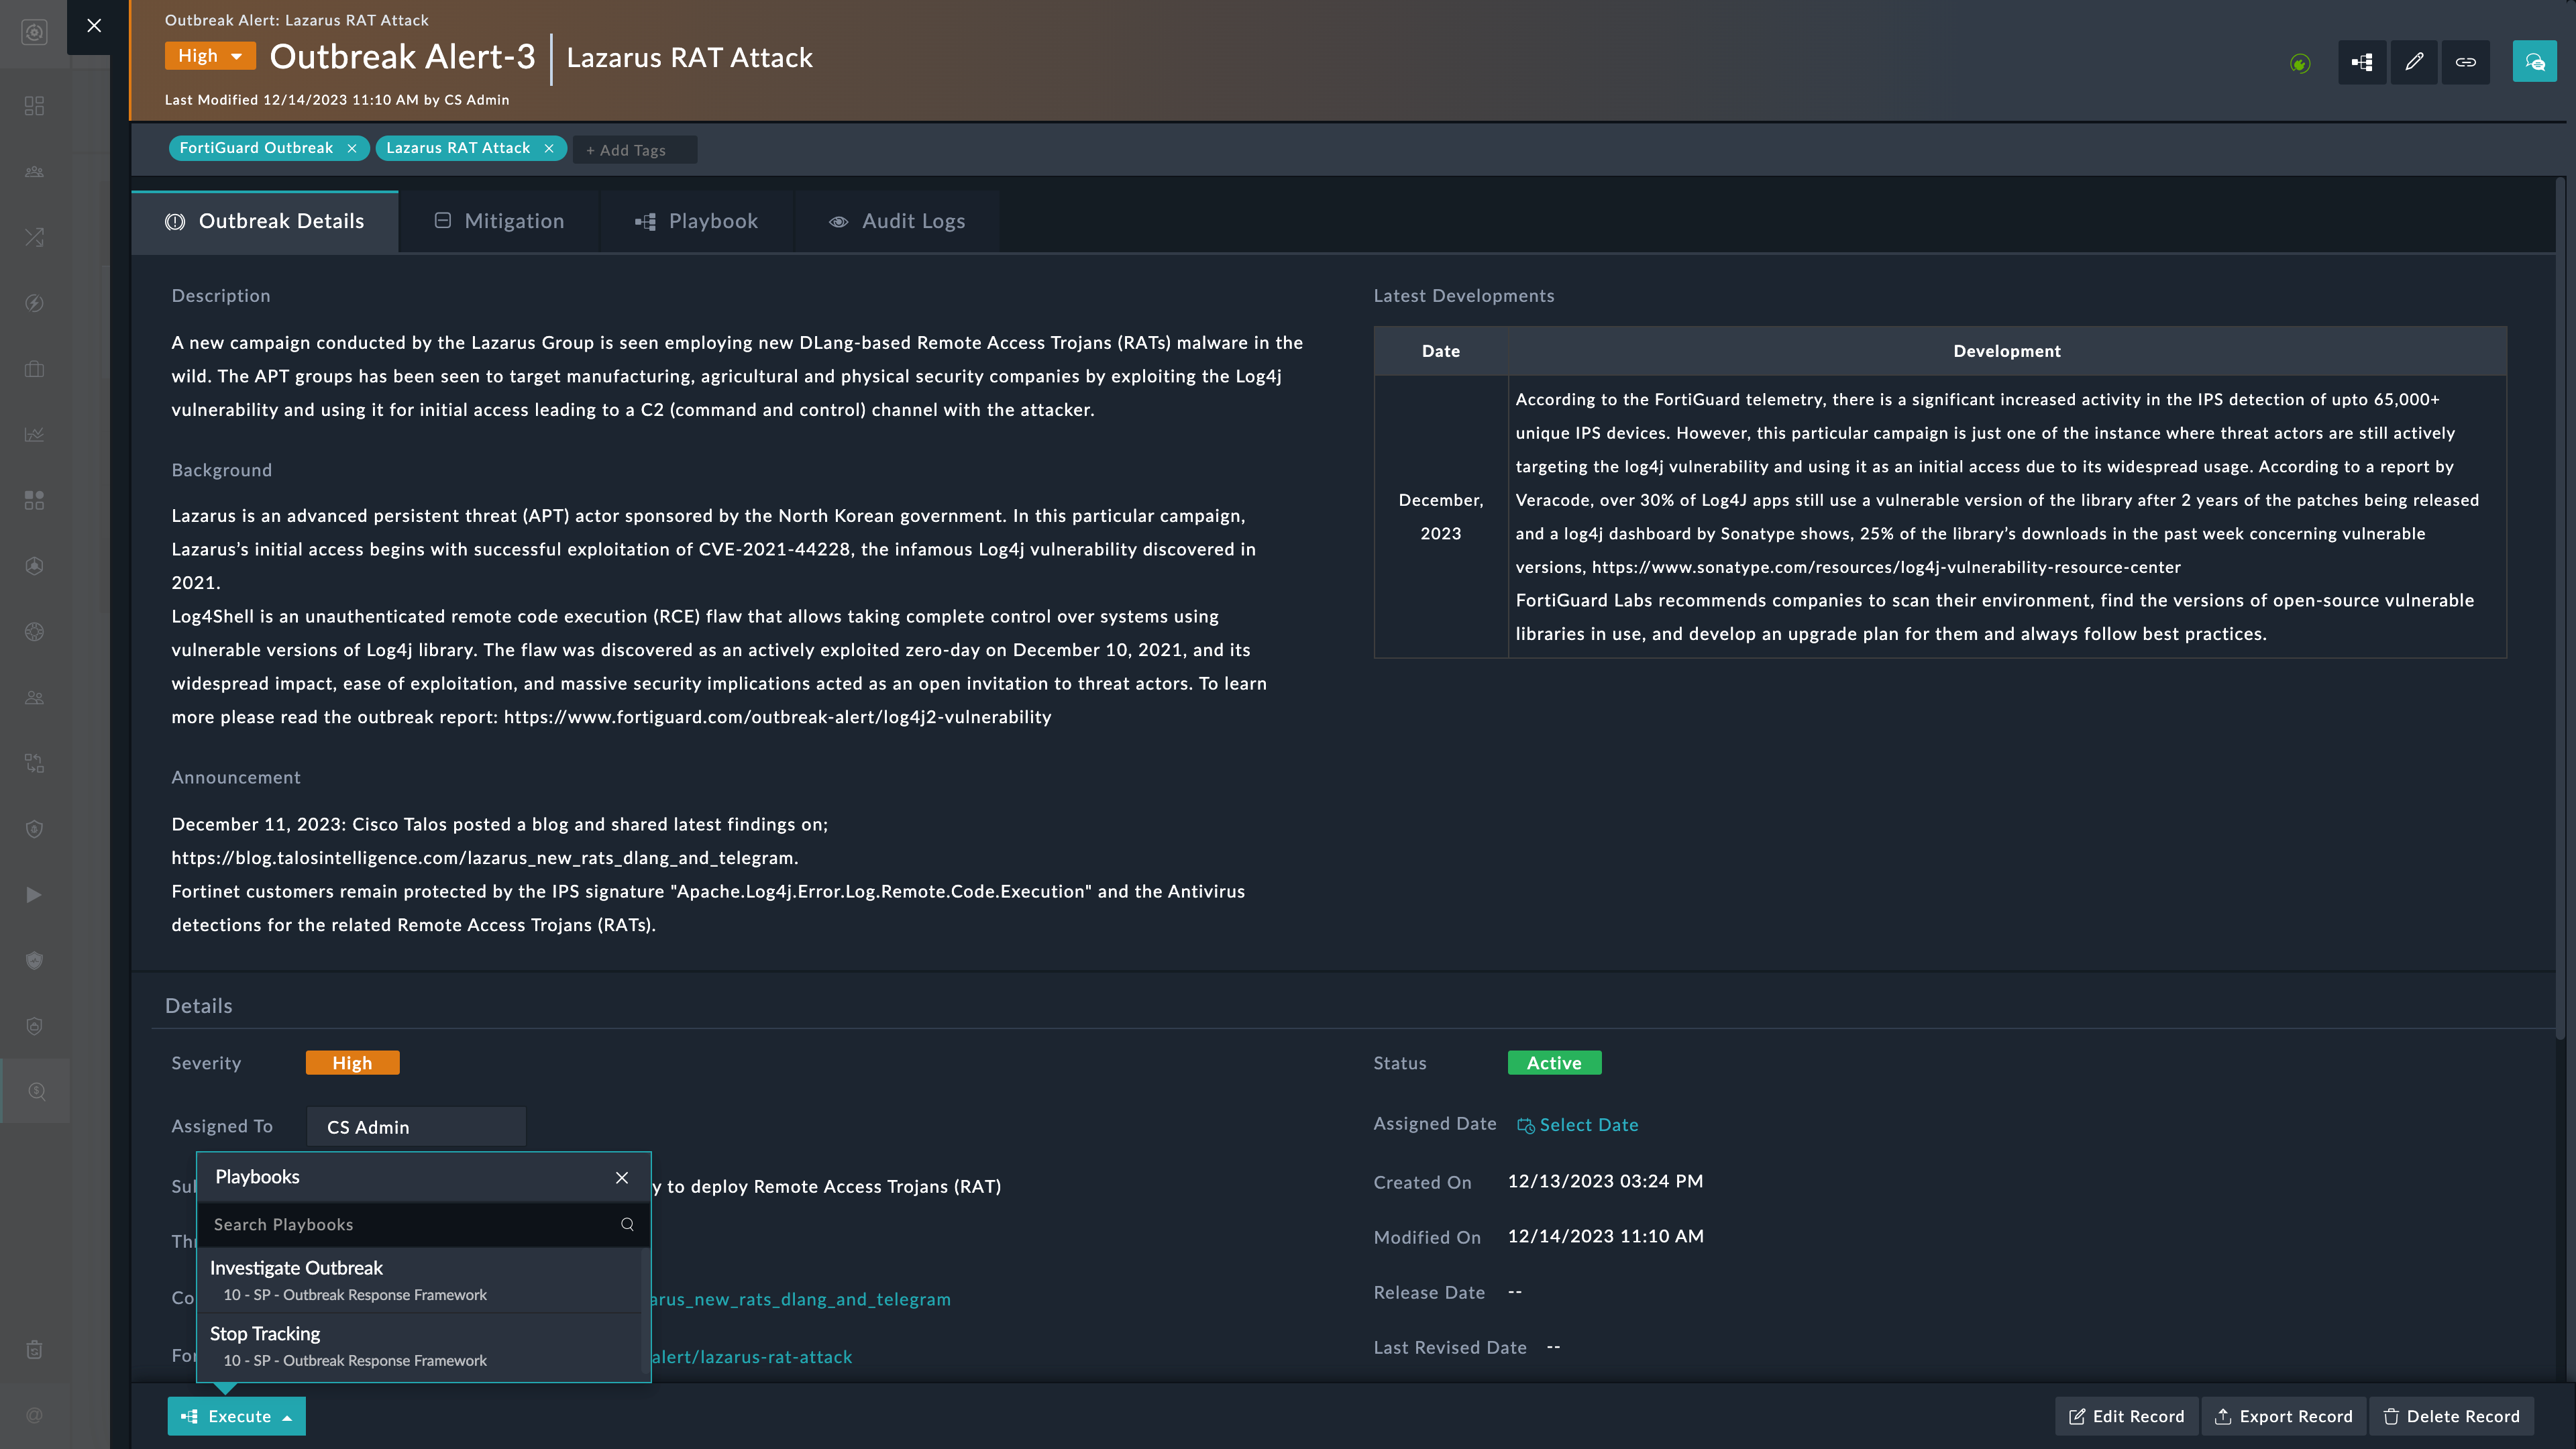 Outbreak Alert: Lazarus RAT Attack
High
Outbreak Alert-3
Lazarus RAT Attack
Last Modified 12/14/2023 11:10 AM by CS Admin
FortiGuard Outbreak
Lazarus RAT Attack
+ Add Tags
Outbreak Details
Mitigation
Playbook
Audit Logs
Description
A new campaign conducted by the Lazarus Group is seen employing new DLang-based Remote Access Trojans (RATs) malware in the
wild. The APT groups has been seen to target manufacturing, agricultural and physical security companies by exploiting the Log4j
vulnerability and using it for initial access leading to a C2 (command and control) channel with the attacker.
Background
Lazarus is an advanced persistent threat (APT) actor sponsored by the North Korean government. In this particular campaign,
Lazarus’s initial access begins with successful exploitation of CVE-2021-44228, the infamous Log4j vulnerability discovered in
2021.
Log4Shell is an unauthenticated remote code execution (RCE) flaw that allows taking complete control over systems using
vulnerable versions of Log4j library. The flaw was discovered as an actively exploited zero-day on December 10, 2021, and its
widespread impact, ease of exploitation, and massive security implications acted as an open invitation to threat actors. To learn
more please read the outbreak report: https://www.fortiguard.com/outbreak-alert/log4j2-vulnerability
Announcement
December 11, 2023: Cisco Talos posted a blog and shared latest findings on;
https://blog.talosintelligence.com/lazarus_new_rats_dlang_and_telegram.
Fortinet customers remain protected by the IPS signature "Apache.Log4j.Error.Log.Remote.Code.Execution" and the Antivirus
detections for the related Remote Access Trojans (RATs).
Latest Developments
Date
Development
December,
2023
According to the FortiGuard telemetry, there is a significant increased activity in the IPS detection of upto 65,000+
unique IPS devices. However, this particular campaign is just one of the instance where threat actors are still actively
targeting the log4j vulnerability and using it as an initial access due to its widespread usage. According to a report by
Veracode, over 30% of Log4J apps still use a vulnerable version of the library after 2 years of the patches being released
and a log4j dashboard by Sonatype shows, 25% of the library’s downloads in the past week concerning vulnerable
versions, https://www.sonatype.com/resources/log4j-vulnerability-resource-center
FortiGuard Labs recommends companies to scan their environment, find the versions of open-source vulnerable
libraries in use, and develop an upgrade plan for them and always follow best practices.
Details
Severity
High
Assigned To
CS Admin
y to deploy Remote Access Trojans (RAT)
arus_new_rats_dlang_and_telegram
alert/lazarus-rat-attack
Playbooks
Search Playbooks
Investigate Outbreak
10 - SP - Outbreak Response Framework
Stop Tracking
10 - SP - Outbreak Response Framework
Status
Active
Assigned Date
Select Date
Created On
12/13/2023 03:24 PM
Modified On
12/14/2023 11:10 AM
Release Date
--
Last Revised Date
--
Execute
Edit Record
Export Record
Delete Record